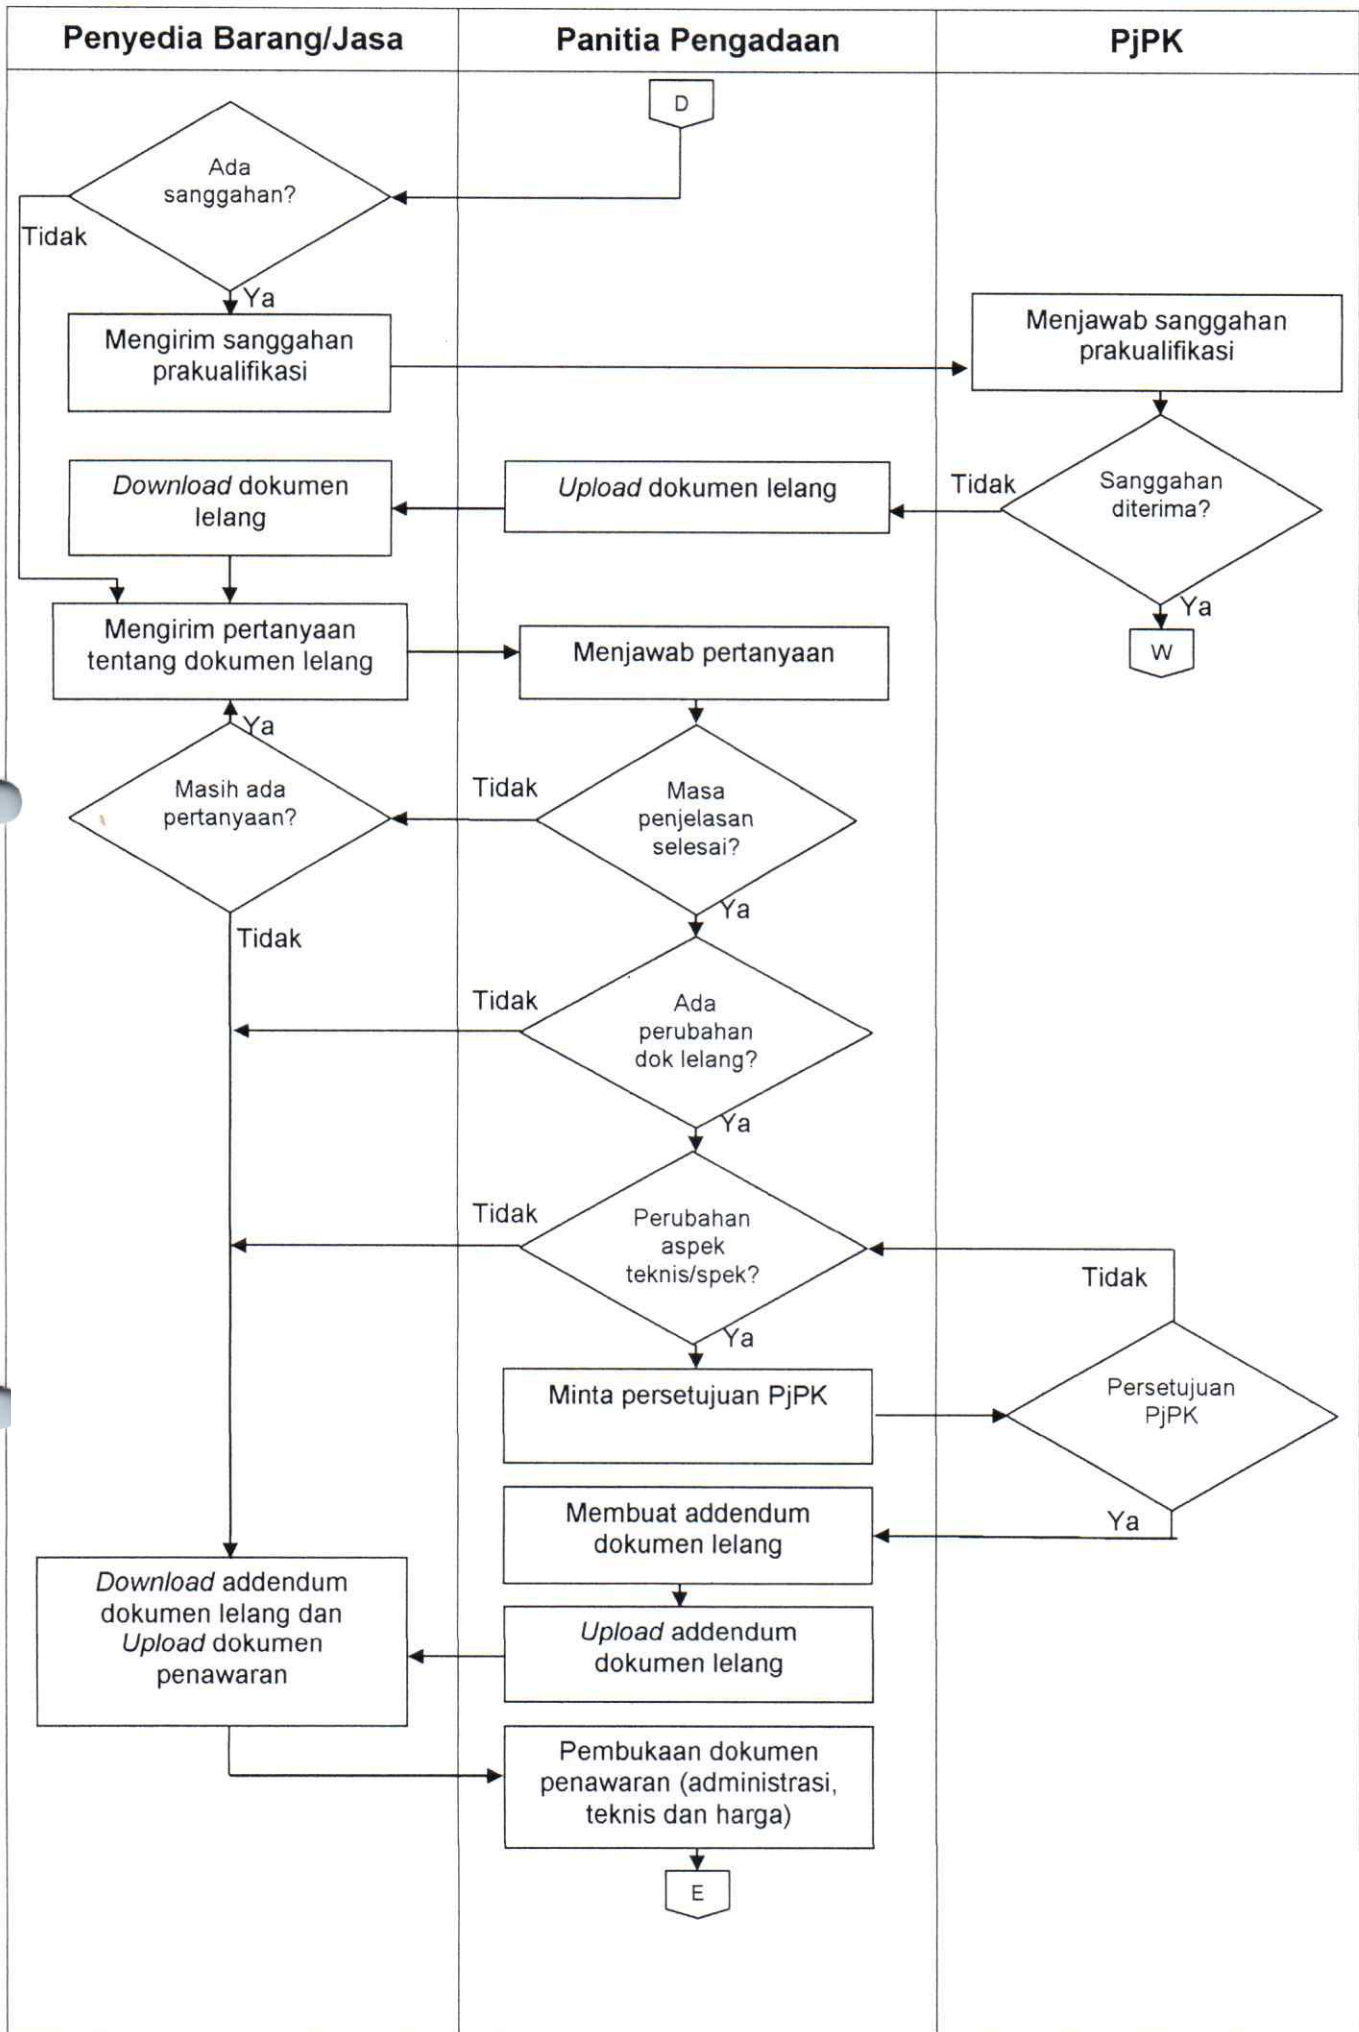 Penyedia Barang/Jasa
Panitia Pengadaan
PjPK
D
Ada
sanggahan?
Tidak
Ya
Mengirim sanggahan
prakualifikasi
Menjawab sanggahan
prakualifikasi
Download dokumen
lelang
Upload dokumen lelang
Tidak
Sanggahan
diterima?
Ya
W
Mengirim pertanyaan
tentang dokumen lelang
Menjawab pertanyaan
Ya
Masih ada
pertanyaan?
Tidak
Masa
penjelasan
selesai?
Ya
Tidak
Tidak
Ada
perubahan
dok lelang?
Ya
Tidak
Perubahan
aspek
teknis/spek?
Tidak
Ya
Minta persetujuan PjPK
Persetujuan
PjPK
Ya
Membuat addendum
dokumen lelang
Download addendum
dokumen lelang dan
Upload dokumen
penawaran
Upload addendum
dokumen lelang
Pembukaan dokumen
penawaran (administrasi,
teknis dan harga)
E